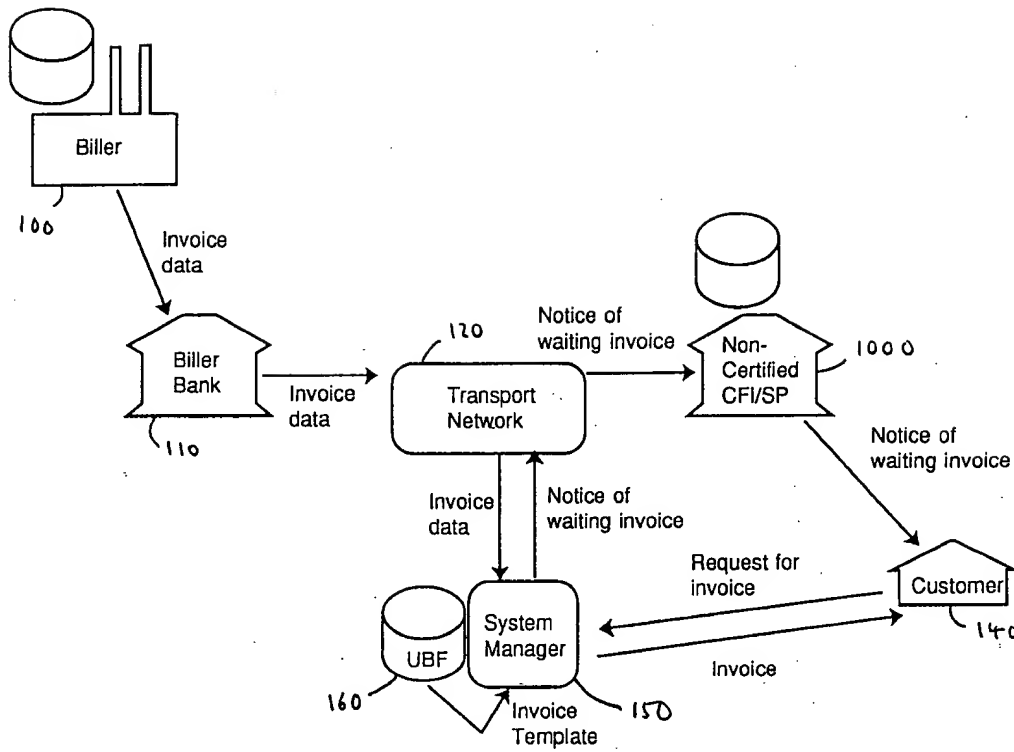 Biller
100
Invoice
data
Biller
Bank
110
Invoice
data
120
Transport
Network
Notice of
waiting invoice
Non-
Certified
CFI/SP
1000
Notice of
waiting invoice
Invoice
data
Notice of
waiting invoice
Request for
invoice
Customer
140
Invoice
UBF
160
System
Manager
150
Invoice
Template